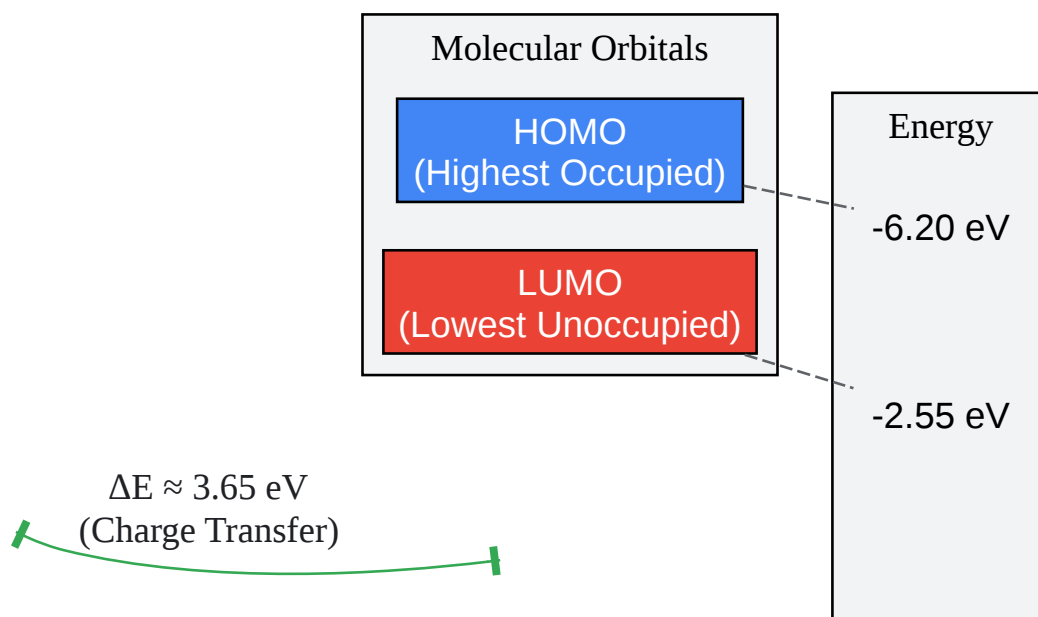 Molecular Orbitals
HOMO
(Highest Occupied)
LUMO
(Lowest Unoccupied)
Energy
-6.20 eV
-2.55 eV
ΔE ≈ 3.65 eV
(Charge Transfer)